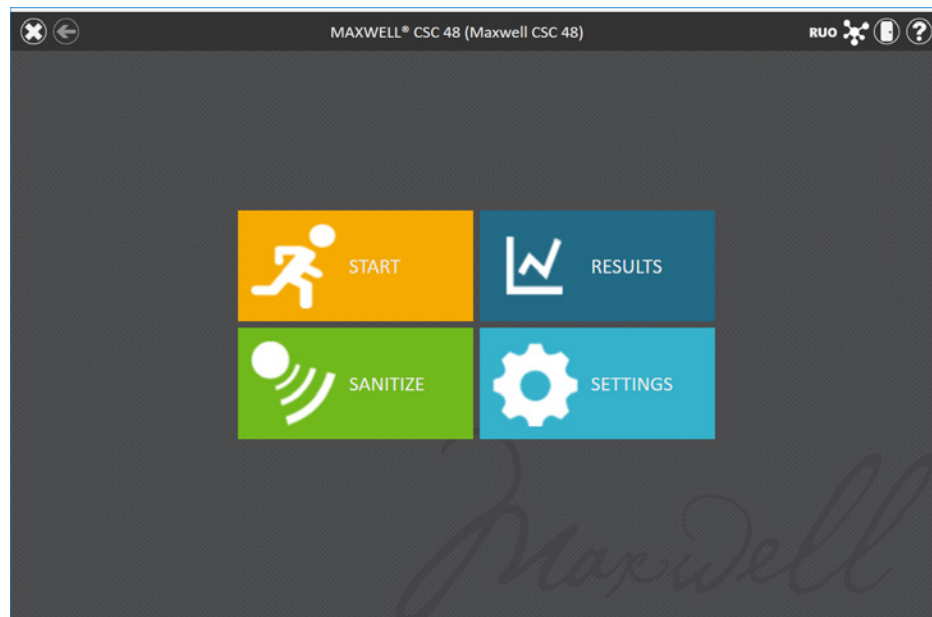 MAXWELL® CSC 48 (Maxwell CSC 48)
RUO
?
START
RESULTS
SANITIZE
SETTINGS
Maxwell